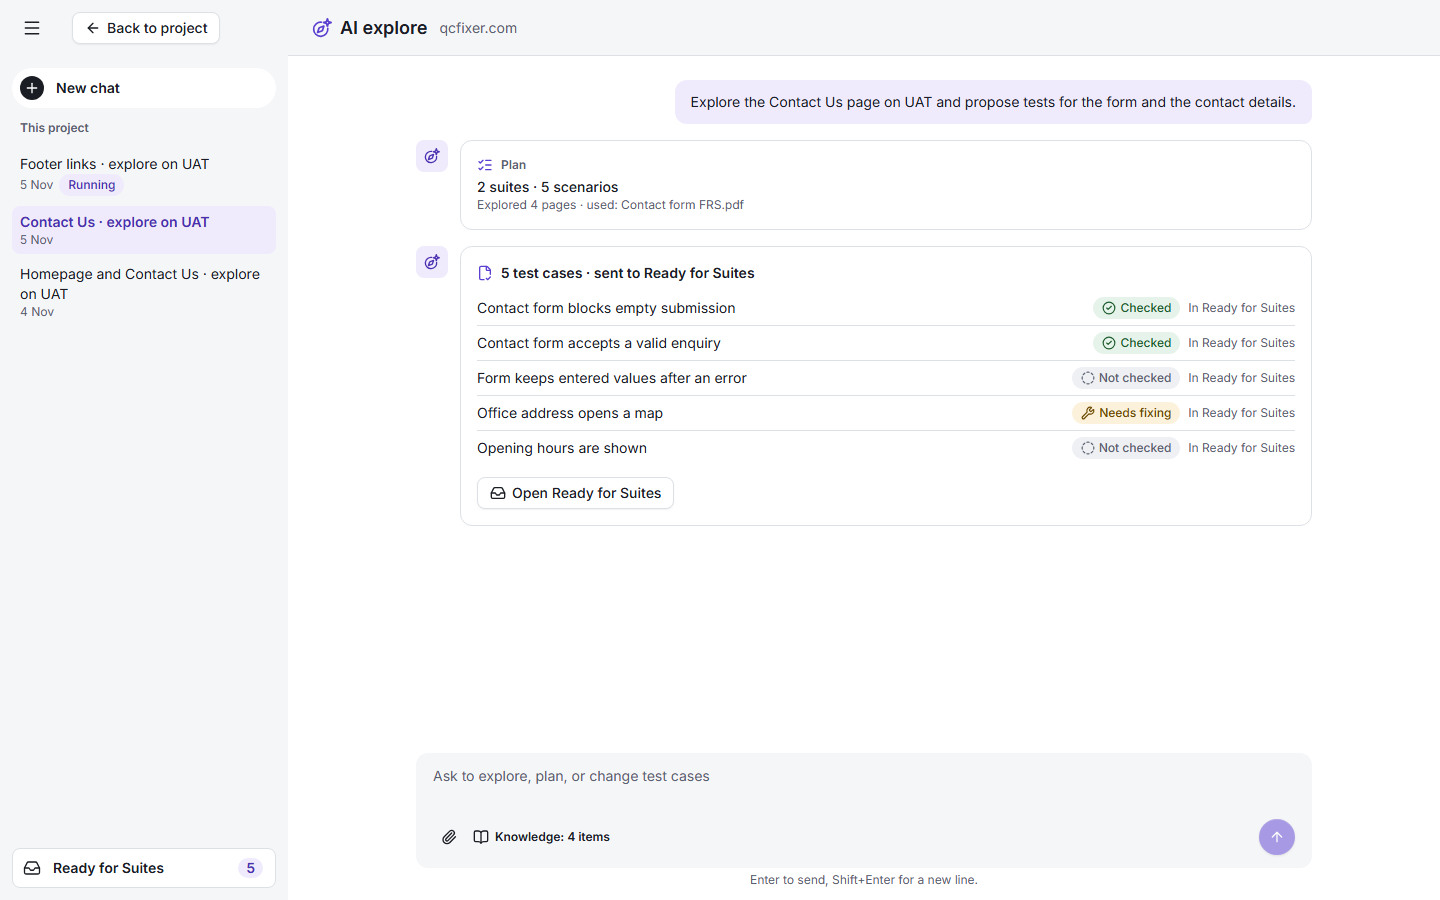 Back to project
AI explore qcfixer.com
New chat
This project
Footer links · explore on UAT
5 Nov Running
Contact Us · explore on UAT
5 Nov
Homepage and Contact Us · explore
on UAT
4 Nov
Ready for Suites 5
Explore the Contact Us page on UAT and propose tests for the form and the contact details.
Plan
2 suites · 5 scenarios
Explored 4 pages · used: Contact form FRS.pdf
5 test cases · sent to Ready for Suites
Contact form blocks empty submission Checked In Ready for Suites
Contact form accepts a valid enquiry Checked In Ready for Suites
Form keeps entered values after an error Not checked In Ready for Suites
Office address opens a map Needs fixing In Ready for Suites
Opening hours are shown Not checked In Ready for Suites
Open Ready for Suites
Ask to explore, plan, or change test cases
Knowledge: 4 items
Enter to send, Shift+Enter for a new line.